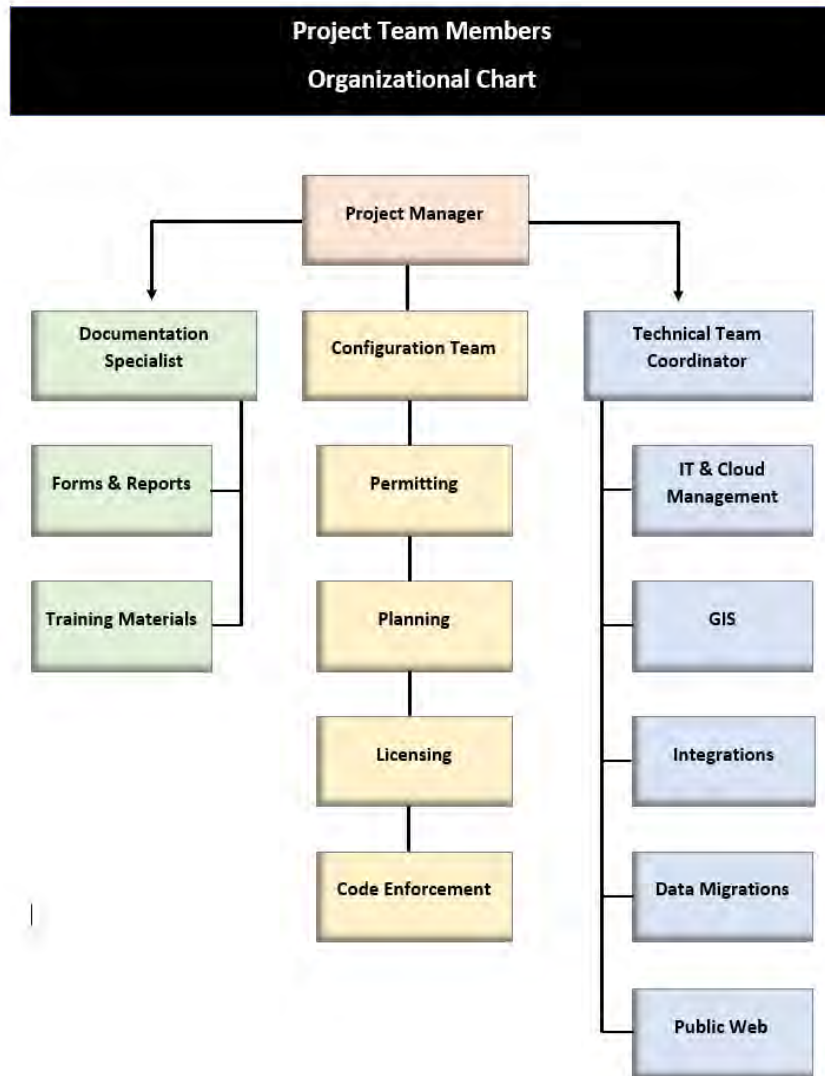 Project Team Members
Organizational Chart
Project Manager
Documentation
Specialist
Configuration Team
Technical Team
Coordinator
Forms & Reports
Permitting
IT & Cloud
Management
Training Materials
Planning
GIS
Licensing
Integrations
Code Enforcement
Data Migrations
Public Web